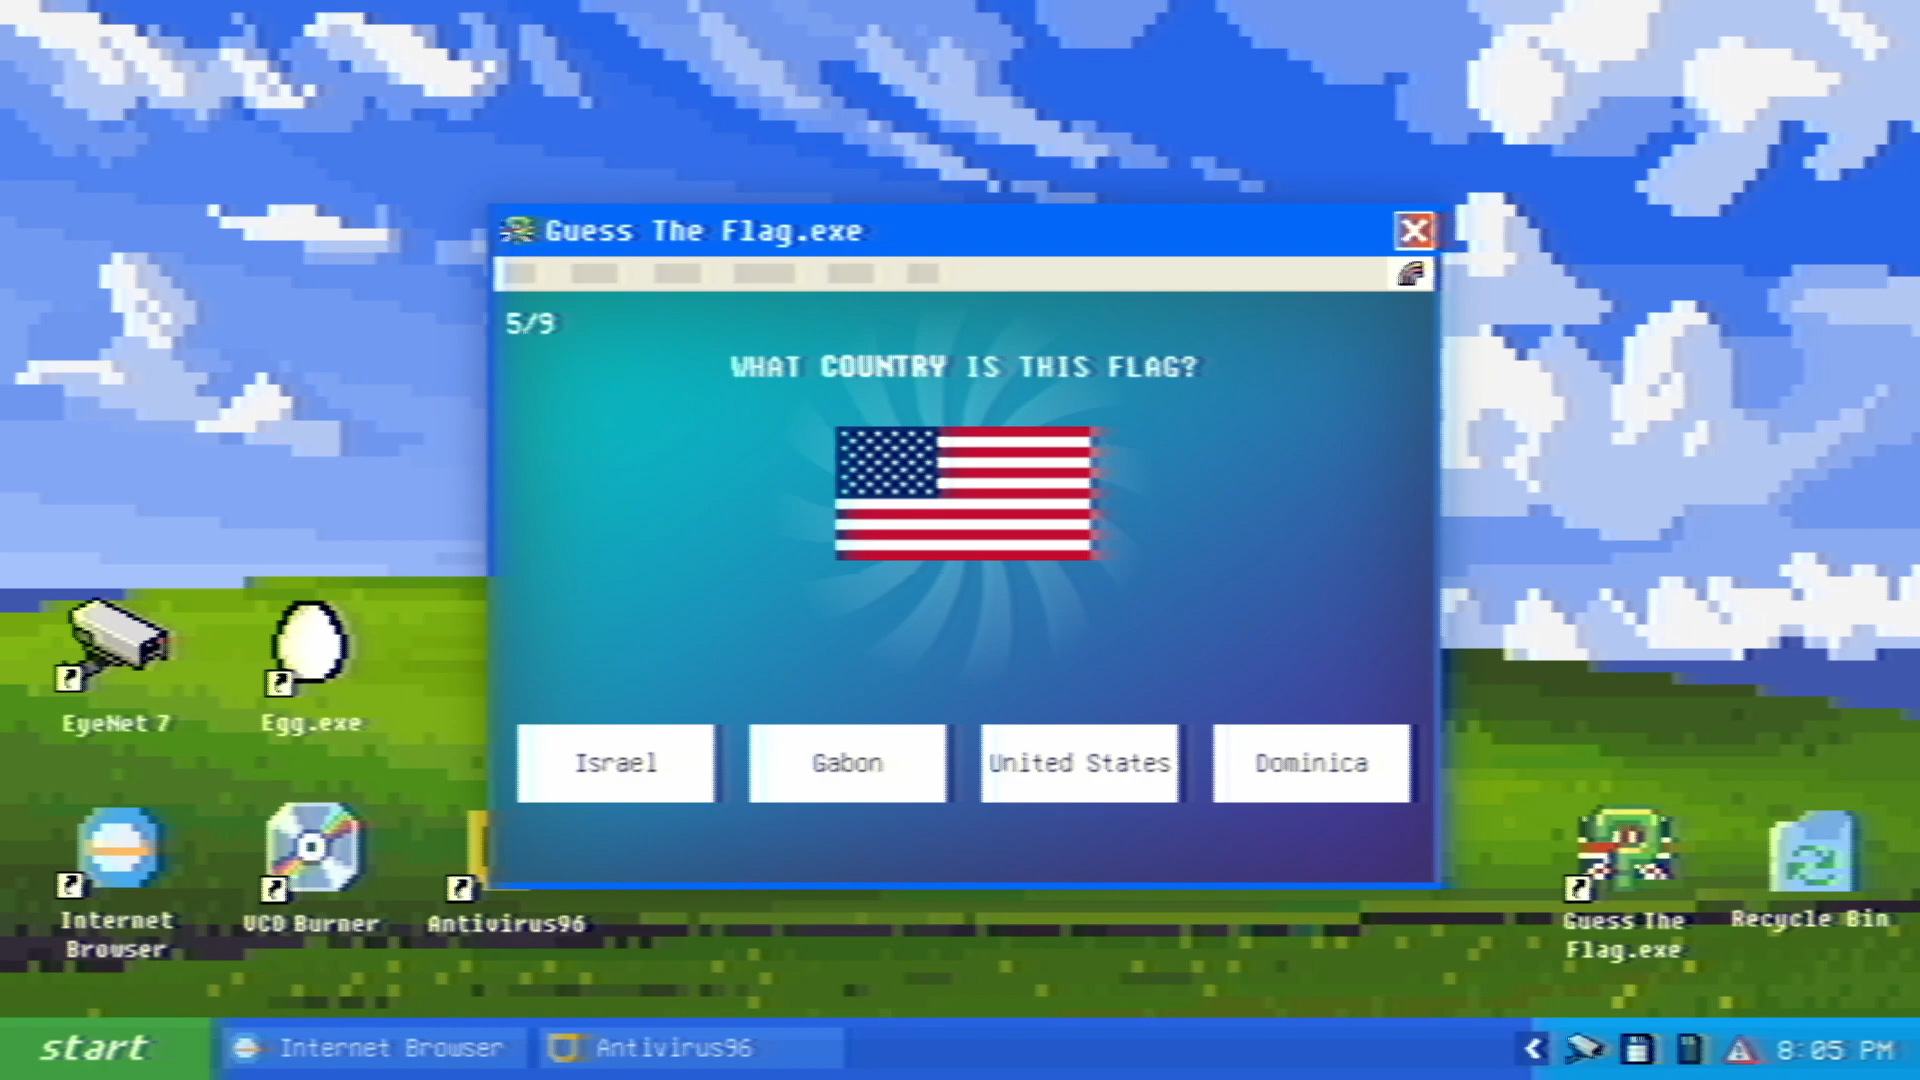 Guess The Flag.exe
5/9
WHAT COUNTRY IS THIS FLAG?
Israel
Gabon
United States
Dominica
EyeNet 7
Egg.exe
Internet
Browser
VCD Burner
Antivirus96
Guess The
Flag.exe
Recycle Bin
start
Internet Browser
Antivirus96
8:05 PM